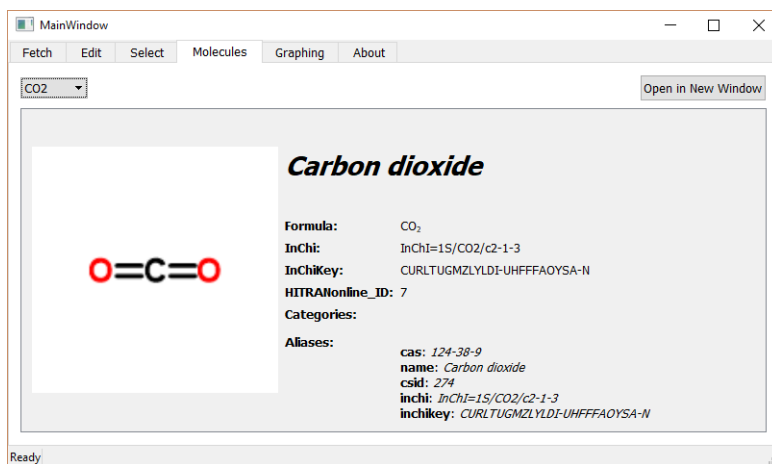 MainWindow
Fetch Edit Select Molecules Graphing About
CO2 Open in New Window
Carbon dioxide
O=C=O
Formula: CO₂
InChi: InChI=1S/CO2/c2-1-3
InChiKey: CURLTUGMZLYLDI-UHFFFAOYSA-N
HITRANonline_ID: 7
Categories:
Aliases:
cas: 124-38-9
name: Carbon dioxide
csid: 274
inchi: InChI=1S/CO2/c2-1-3
inchikey: CURLTUGMZLYLDI-UHFFFAOYSA-N
Ready